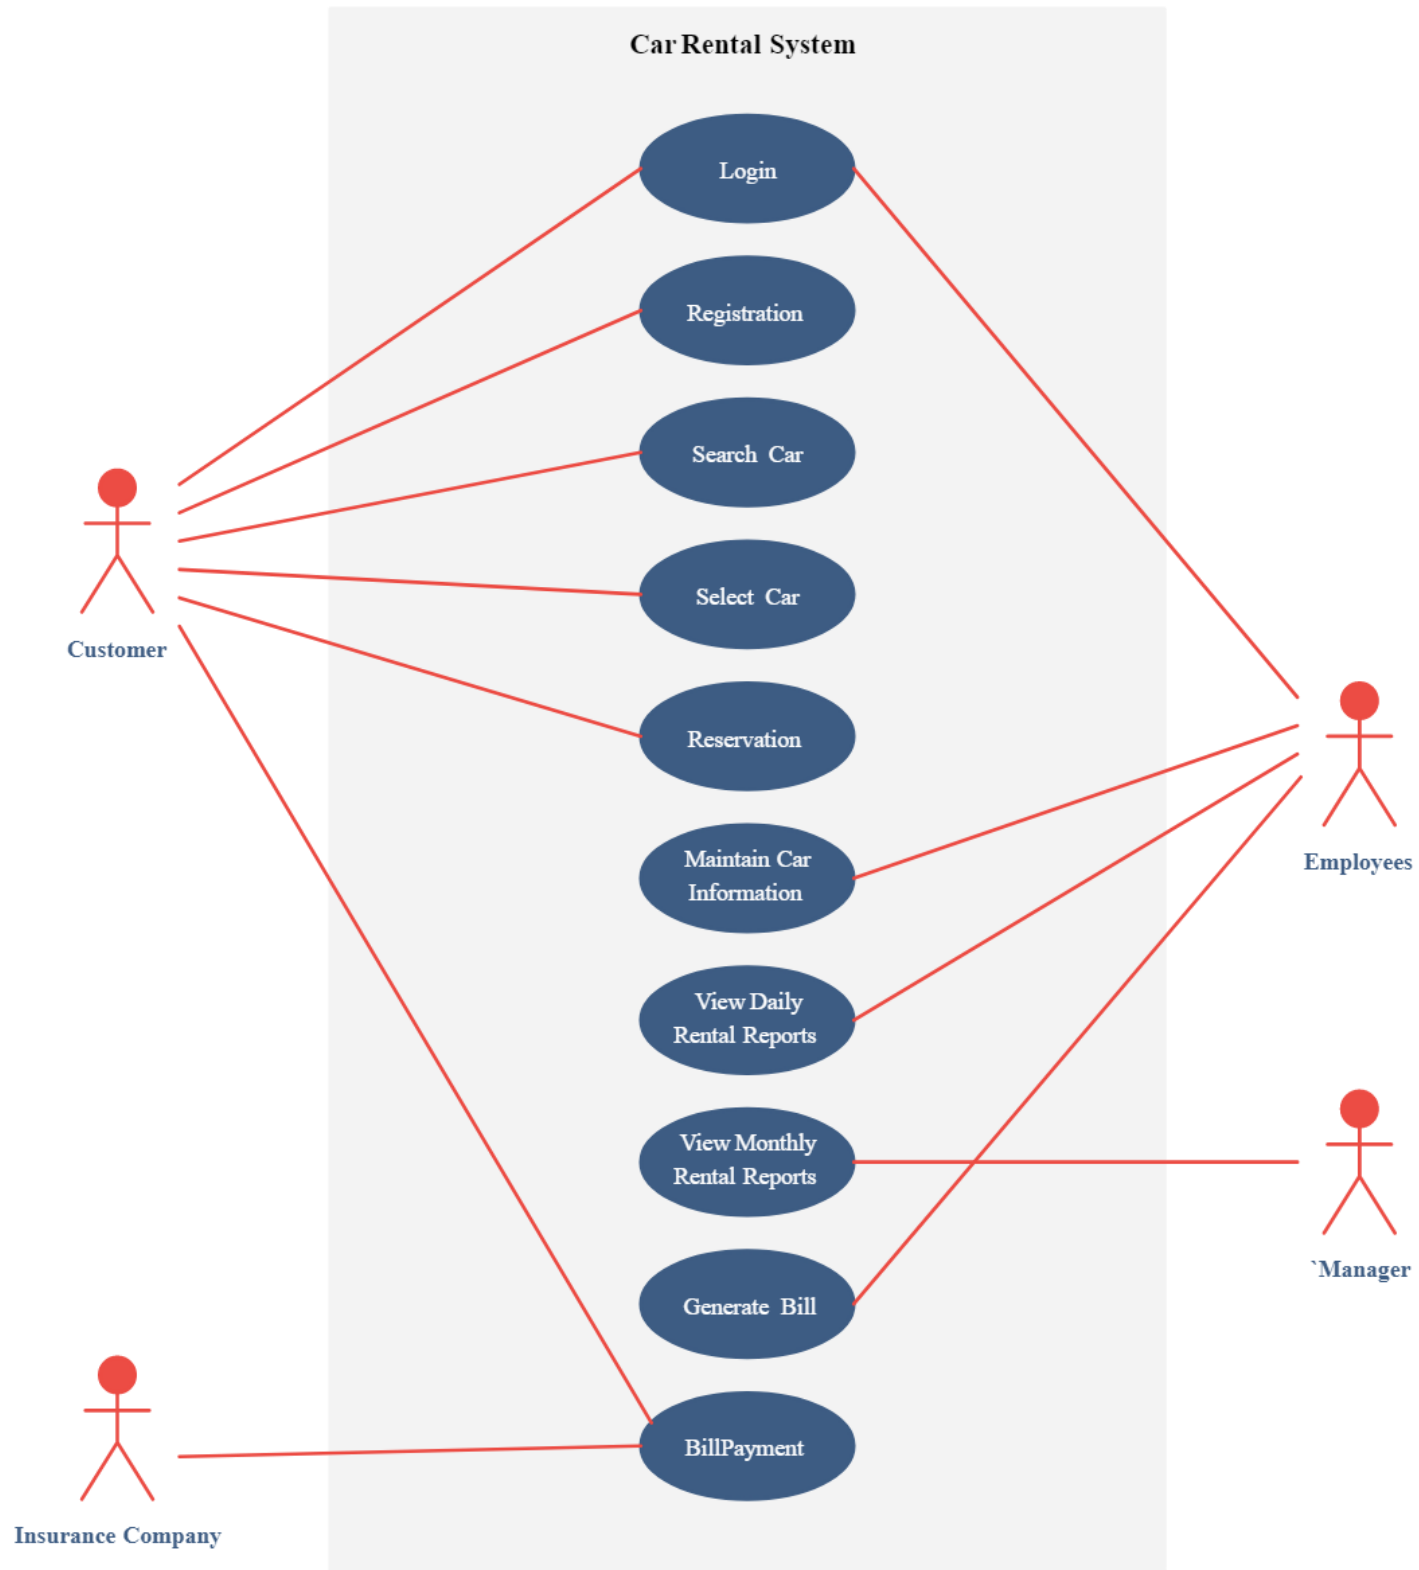 Car Rental System
Login
Registration
Search Car
Select Car
Customer
Reservation
Maintain Car
Information
Employees
View Daily
Rental Reports
View Monthly
Rental Reports
`Manager
Generate Bill
BillPayment
Insurance Company